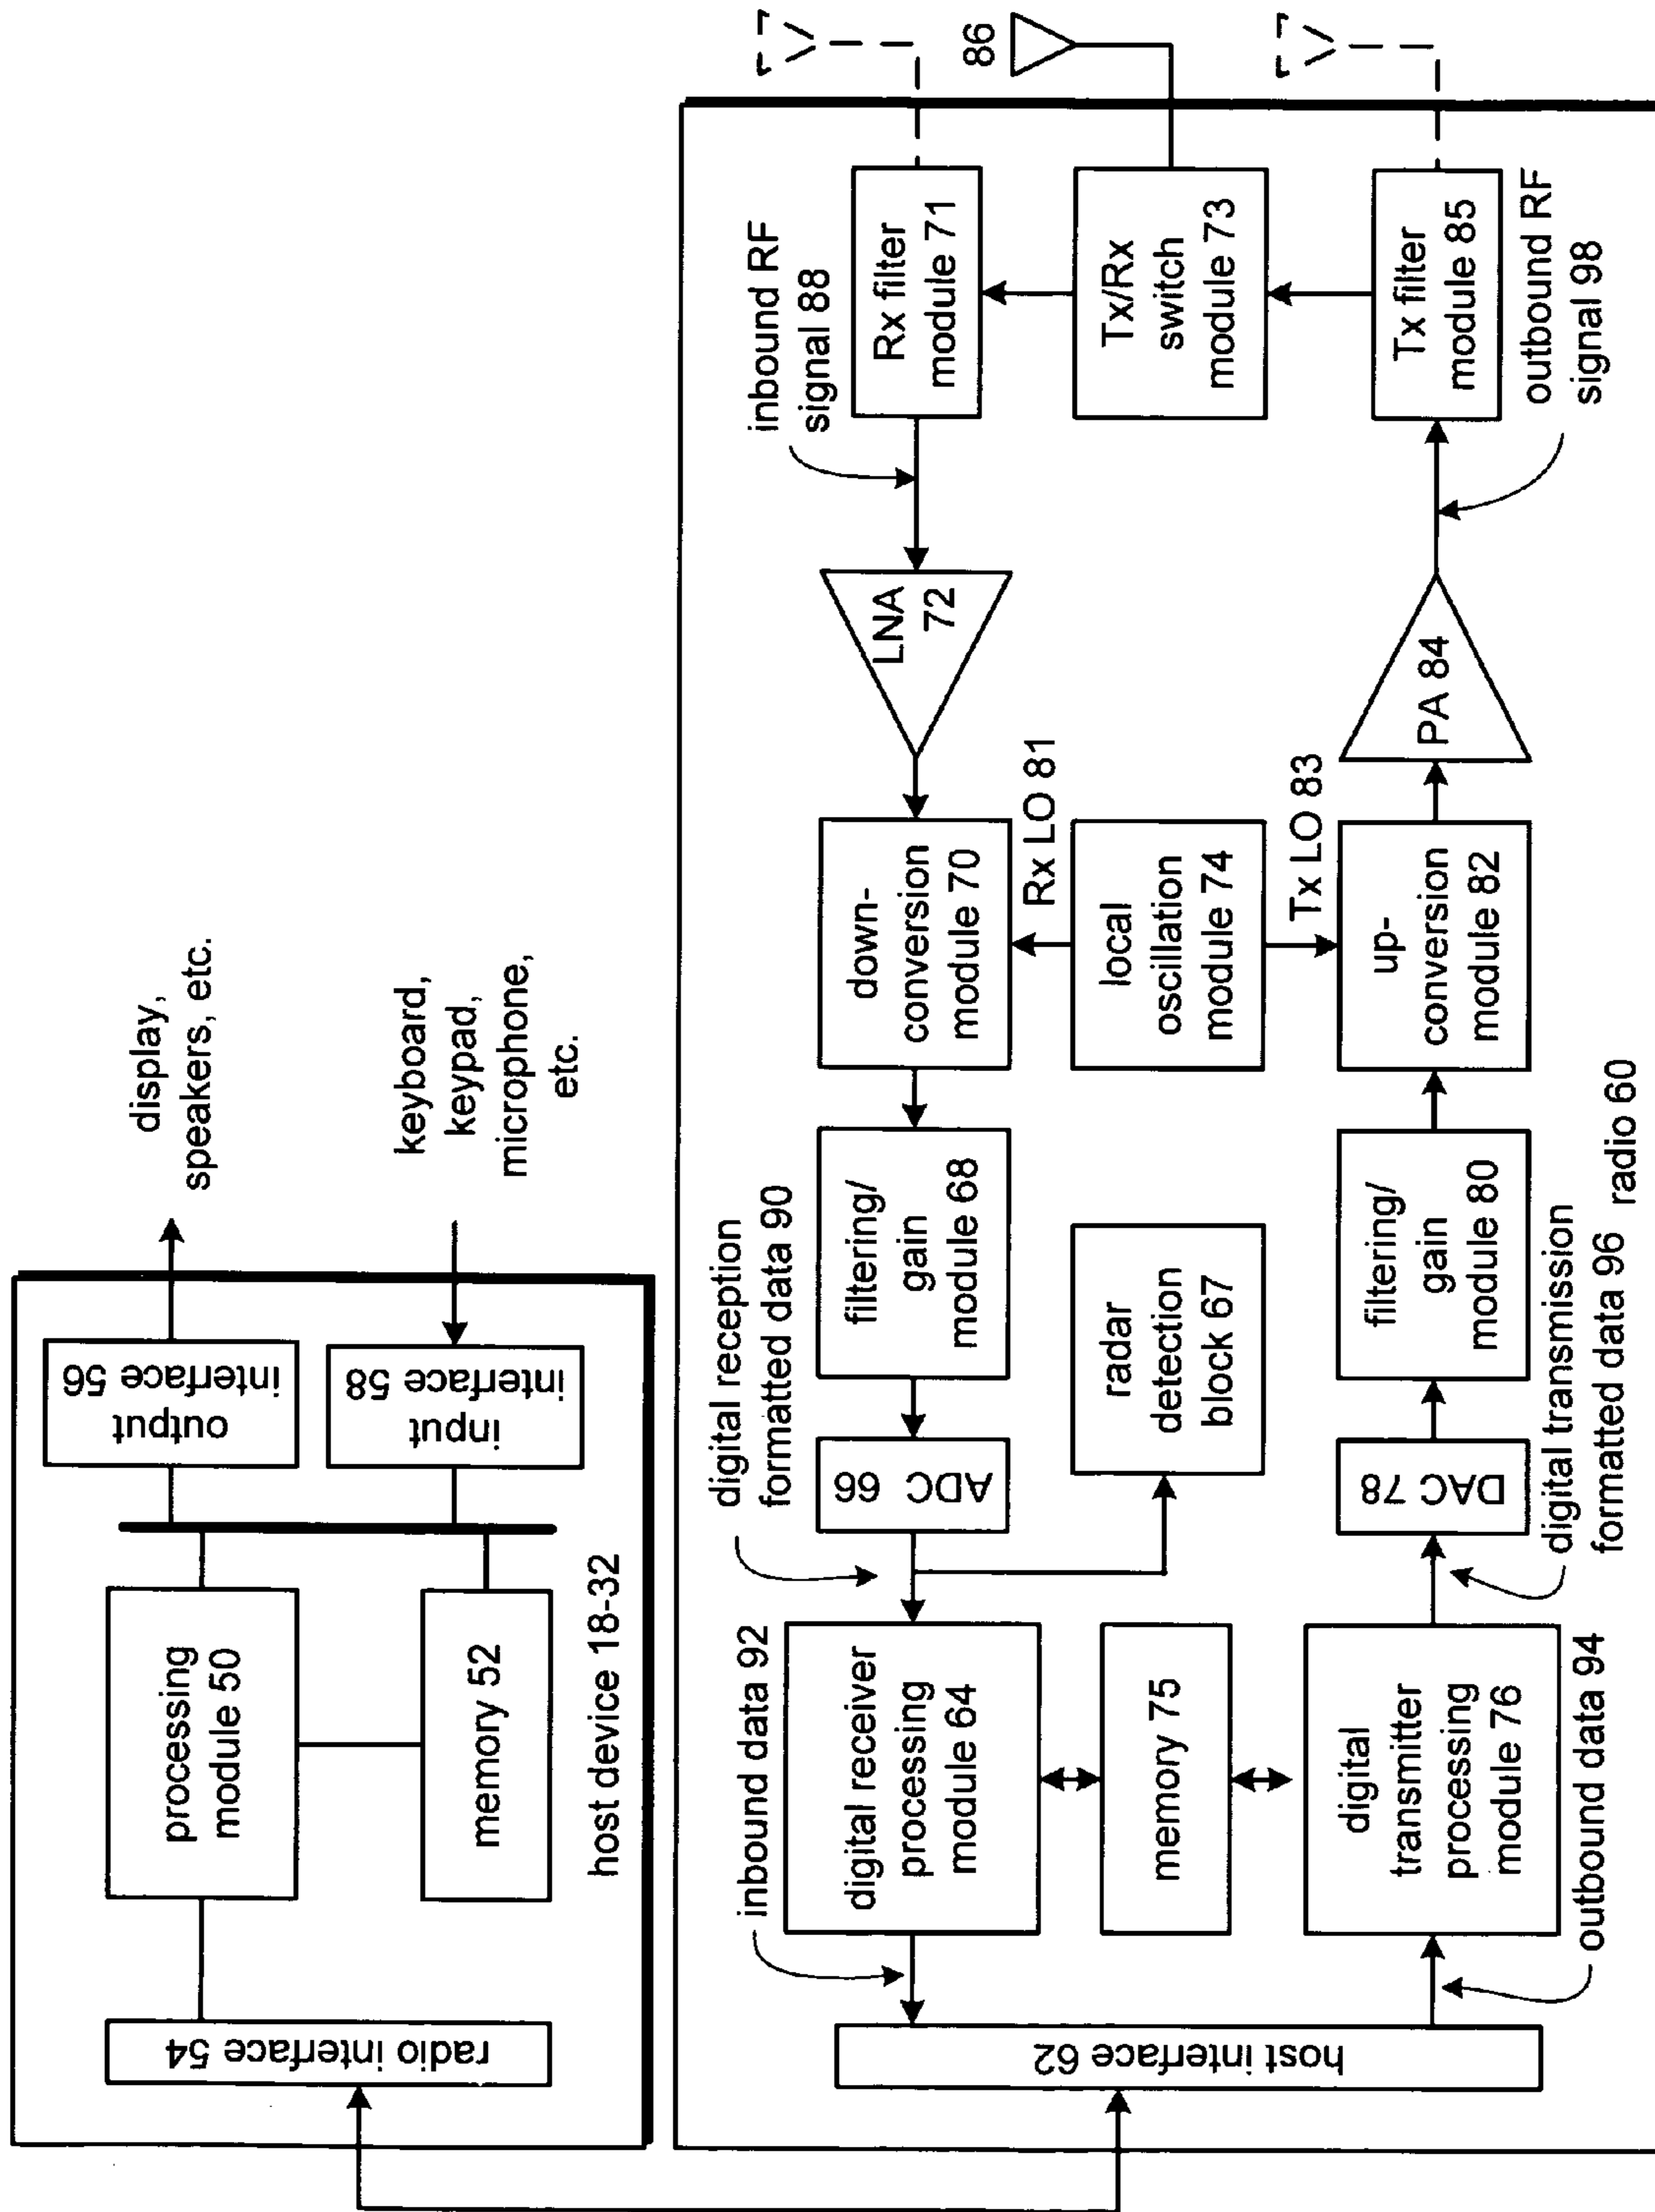 radio interface 54
processing
module 50
memory 52
output
interface 56
input
interface 58
display,
speakers, etc.
keyboard,
keypad,
microphone,
etc.
host device 18-32
host interface 62
inbound data 92
digital receiver
processing
module 64
digital reception
formatted data 90
ADC 66
filtering/
gain
module 68
down-
conversion
module 70
LNA
72
inbound RF
signal 88
Rx filter
module 71
memory 75
radar
detection
block 67
Rx LO 81
local
oscillation
module 74
Tx LO 83
Tx/Rx
switch
module 73
86
digital
transmitter
processing
module 76
outbound data 94
DAC 78
digital transmission
formatted data 96
filtering/
gain
module 80
up-
conversion
module 82
PA 84
Tx filter
module 85
outbound RF
signal 98
radio 60